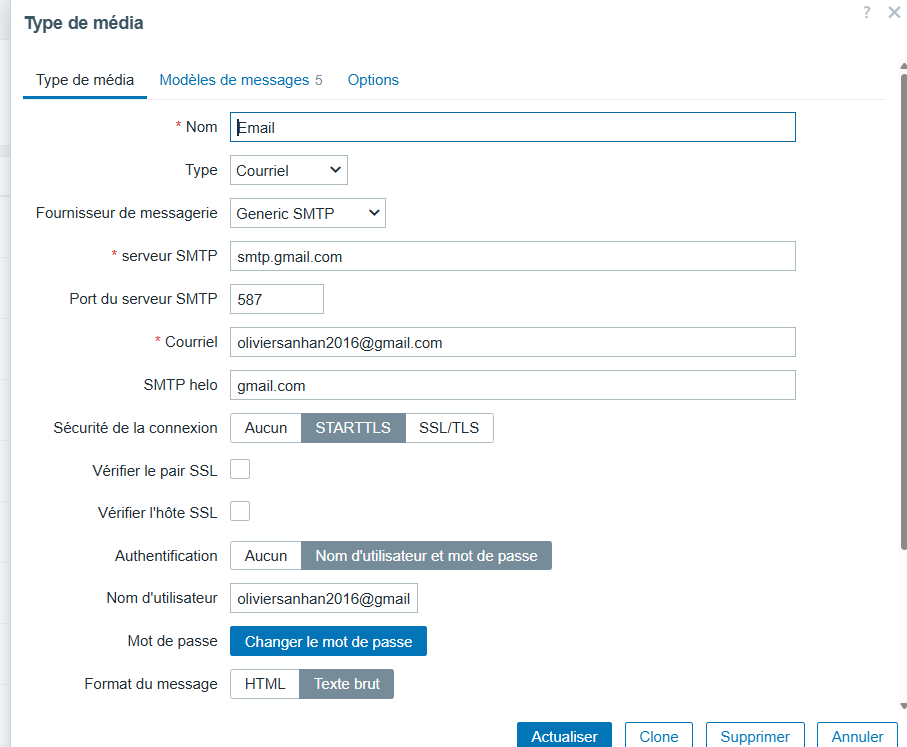 Type de média
?
Type de média Modèles de messages 5 Options
* Nom Email
Type Courriel
Fournisseur de messagerie Generic SMTP
* serveur SMTP smtp.gmail.com
Port du serveur SMTP 587
* Courriel oliviersanhan2016@gmail.com
SMTP helo gmail.com
Sécurité de la connexion Aucun STARTTLS SSL/TLS
Vérifier le pair SSL
Vérifier l'hôte SSL
Authentification Aucun Nom d'utilisateur et mot de passe
Nom d'utilisateur oliviersanhan2016@gmail
Mot de passe Changer le mot de passe
Format du message HTML Texte brut
Actualiser Clone Supprimer Annuler